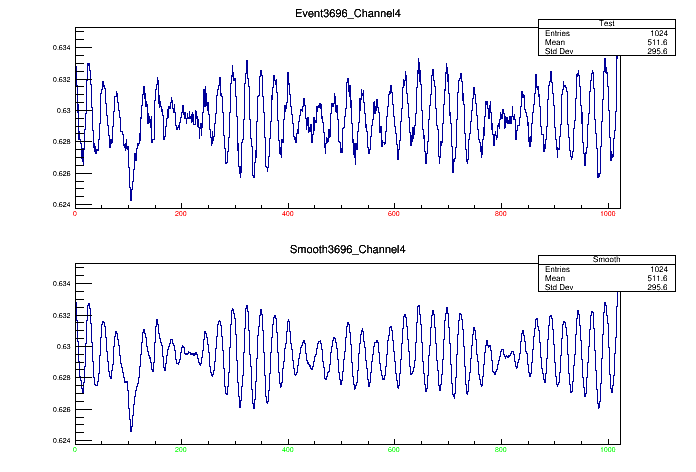 Event3696_Channel4
Test
Entries 1024
Mean 511.6
Std Dev 295.6
0.634
0.632
0.63
0.628
0.626
0.624
0 200 400 600 800 1000
Smooth3696_Channel4
Smooth
Entries 1024
Mean 511.6
Std Dev 295.6
0.634
0.632
0.63
0.628
0.626
0.624
0 200 400 600 800 1000